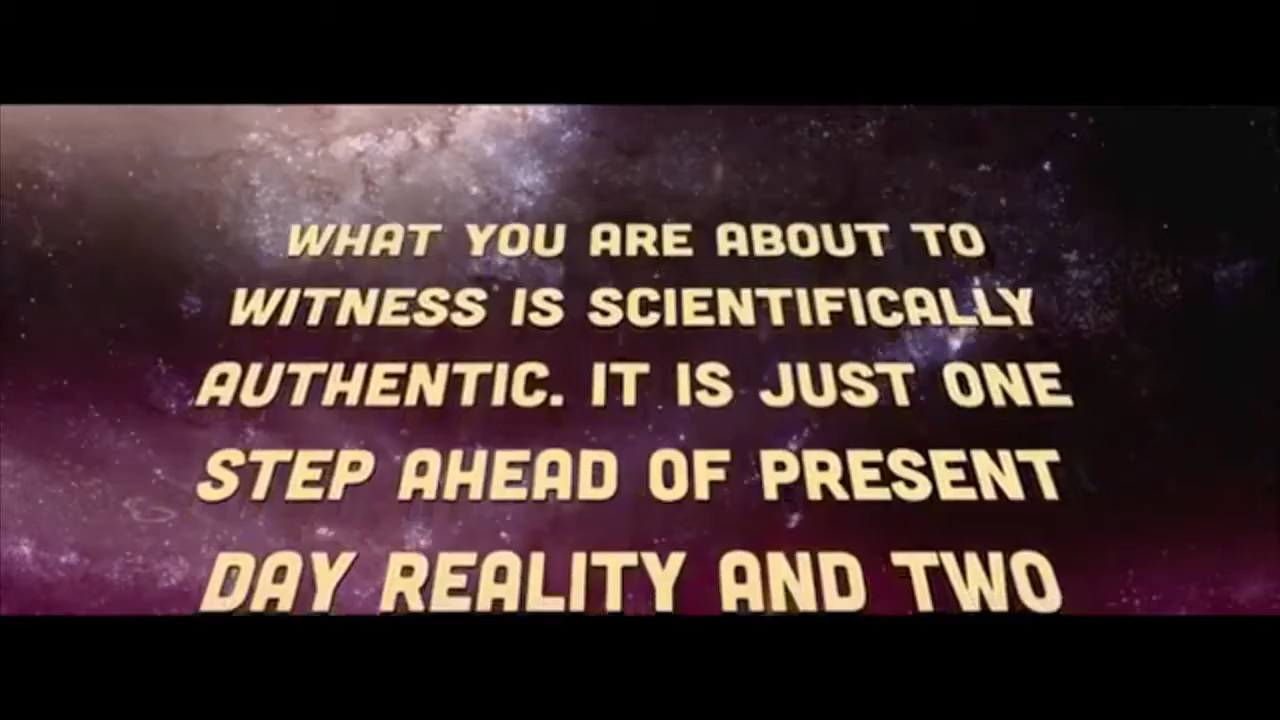 WHAT YOU ARE ABOUT TO
WITNESS IS SCIENTIFICALLY
AUTHENTIC. IT IS JUST ONE
STEP AHEAD OF PRESENT
DAY REALITY AND TWO